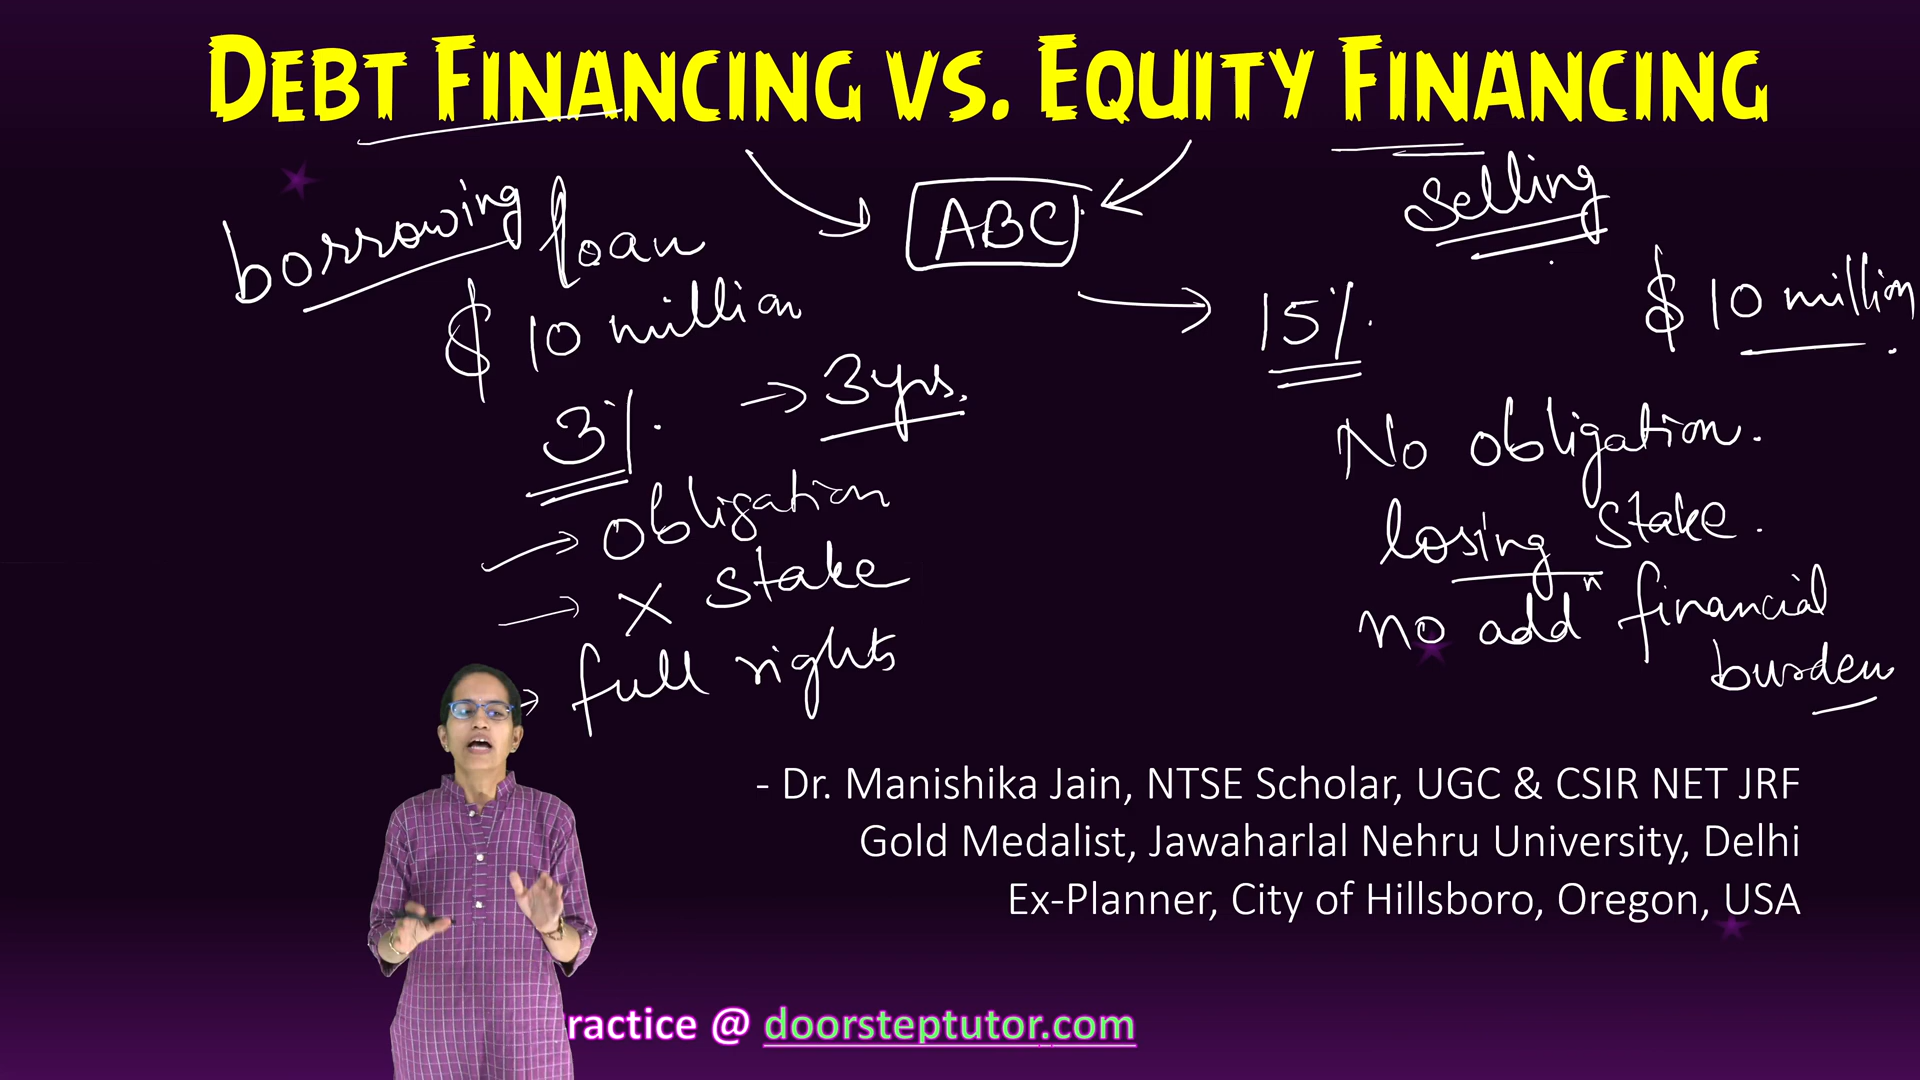 DEBT FINANCING VS. EQUITY FINANCING
borrowing loan
$ 10 million
3%. → 3 yrs.
→ obligation
→ X stake
→ full rights
ABC
→ 15%.
selling
$ 10 million.
No obligation.
losing stake.
no addⁿ financial
burden
- Dr. Manishika Jain, NTSE Scholar, UGC & CSIR NET JRF
Gold Medalist, Jawaharlal Nehru University, Delhi
Ex-Planner, City of Hillsboro, Oregon, USA
ractice @ doorsteptutor.com